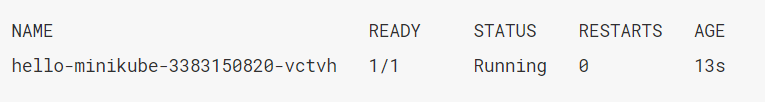 NAME READY STATUS RESTARTS AGE
hello-minikube-3383150820-vctvh 1/1 Running 0 13s